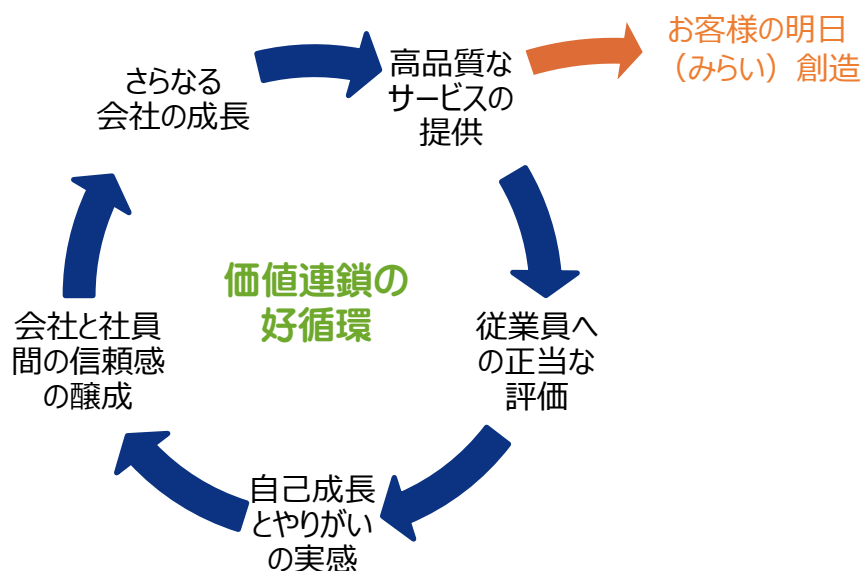 さらなる
会社の成長
高品質な
サービスの
提供
お客様の明日
（みらい）創造
価値連鎖の
好循環
従業員へ
の正当な
評価
自己成長
とやりがい
の実感
会社と社員
間の信頼感
の醸成